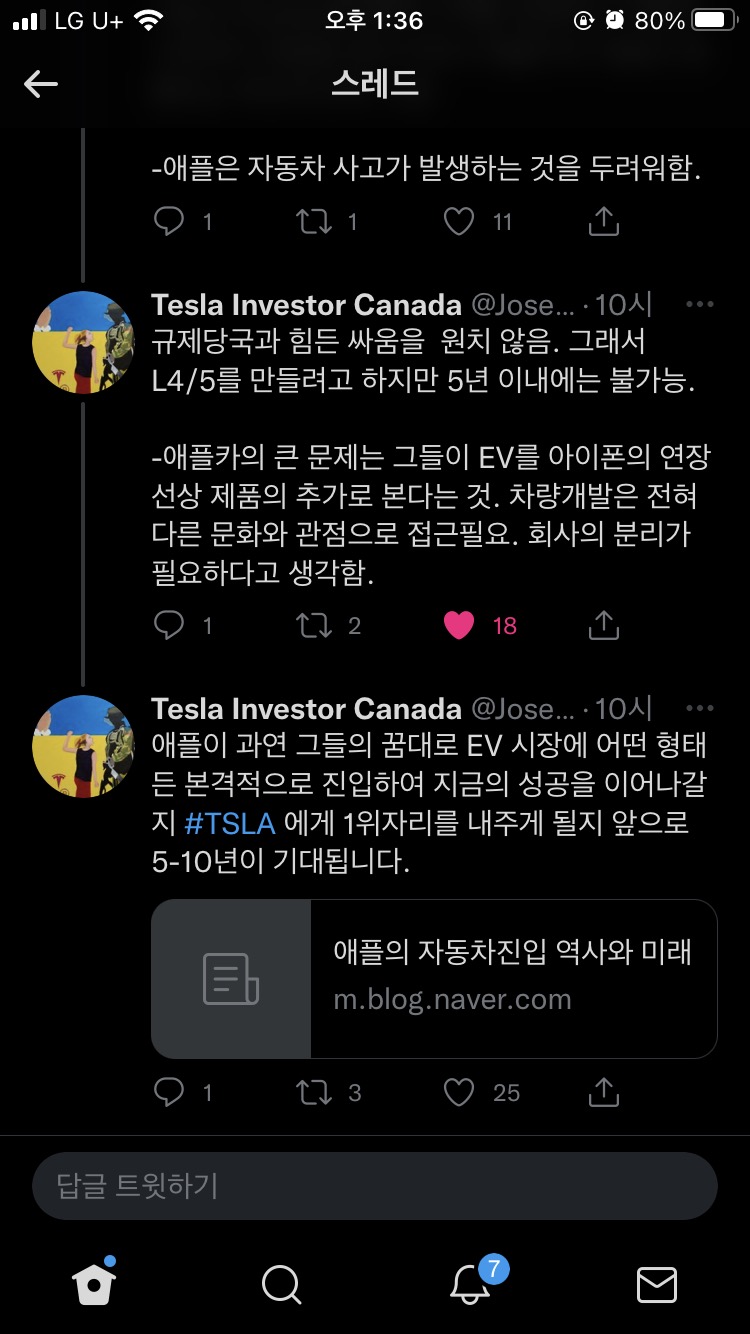 LG U+ 오후 1:36 80%
스레드
-애플은 자동차 사고가 발생하는 것을 두려워함.
1 1 11
Tesla Investor Canada @Jose... · 10시
규제당국과 힘든 싸움을  원치 않음. 그래서
L4/5를 만들려고 하지만 5년 이내에는 불가능.
-애플카의 큰 문제는 그들이 EV를 아이폰의 연장
선상 제품의 추가로 본다는 것. 차량개발은 전혀
다른 문화와 관점으로 접근필요. 회사의 분리가
필요하다고 생각함.
1 2 18
Tesla Investor Canada @Jose... · 10시
애플이 과연 그들의 꿈대로 EV 시장에 어떤 형태
든 본격적으로 진입하여 지금의 성공을 이어나갈
지 #TSLA 에게 1위자리를 내주게 될지 앞으로
5-10년이 기대됩니다.
애플의 자동차진입 역사와 미래
m.blog.naver.com
1 3 25
답글 트윗하기
7